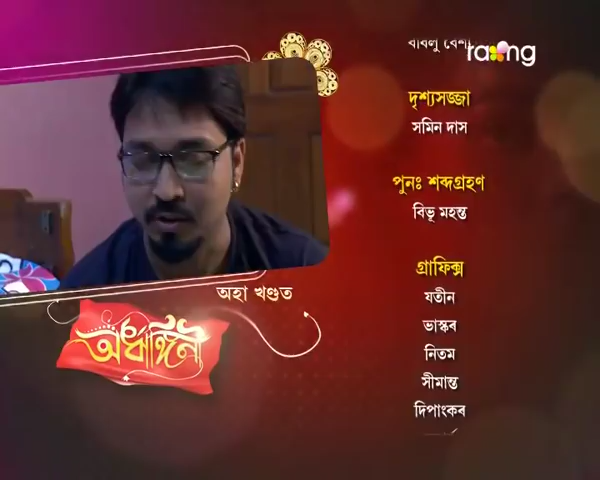 বাবলু বেশ্য
rang
দৃশ্যসজ্জা
সমিন দাস
পুনঃ শব্দগ্ৰহণ
বিভূ মহন্ত
গ্ৰাফিক্স
যতীন
ভাস্কৰ
নিতম
সীমান্ত
দিপাংকৰ
অহা খণ্ডত
অৰ্ধাঙ্গিনী